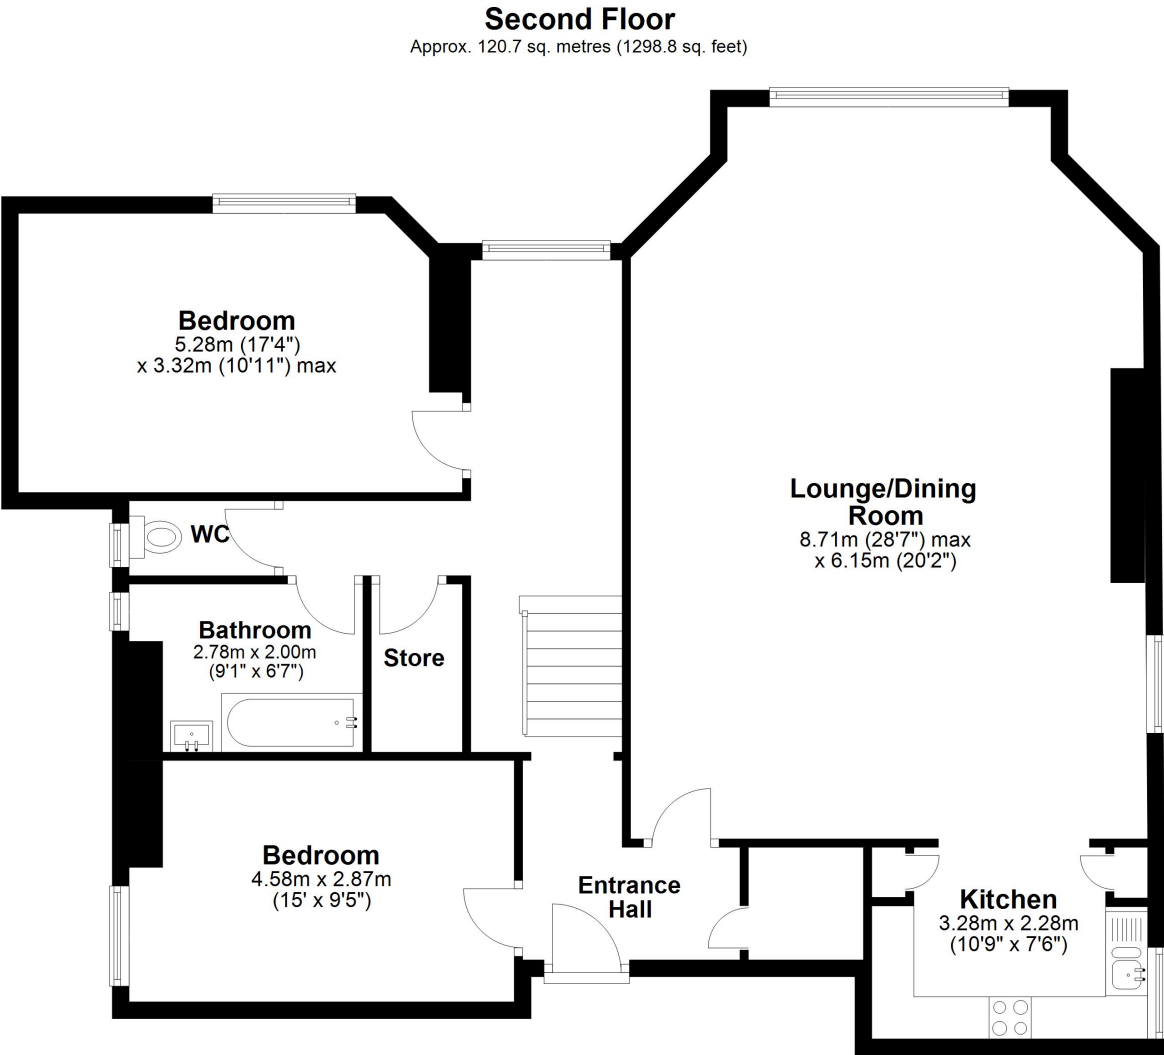 Second Floor
Approx. 120.7 sq. metres (1298.8 sq. feet)
Bedroom
5.28m (17'4")
x 3.32m (10'11") max
Lounge/Dining
Room
8.71m (28'7") max
x 6.15m (20'2")
WC
Bathroom
2.78m x 2.00m
(9'1" x 6'7")
Store
Bedroom
4.58m x 2.87m
(15' x 9'5")
Entrance
Hall
Kitchen
3.28m x 2.28m
(10'9" x 7'6")